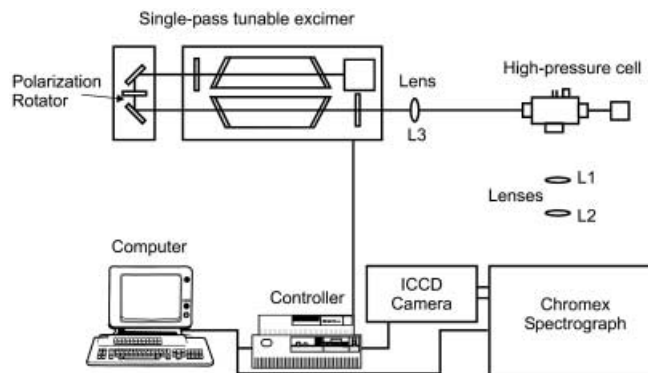 Single-pass tunable excimer
Polarization
Rotator
Lens
L3
High-pressure cell
L1
Lenses
L2
Computer
Controller
ICCD
Camera
Chromex
Spectrograph